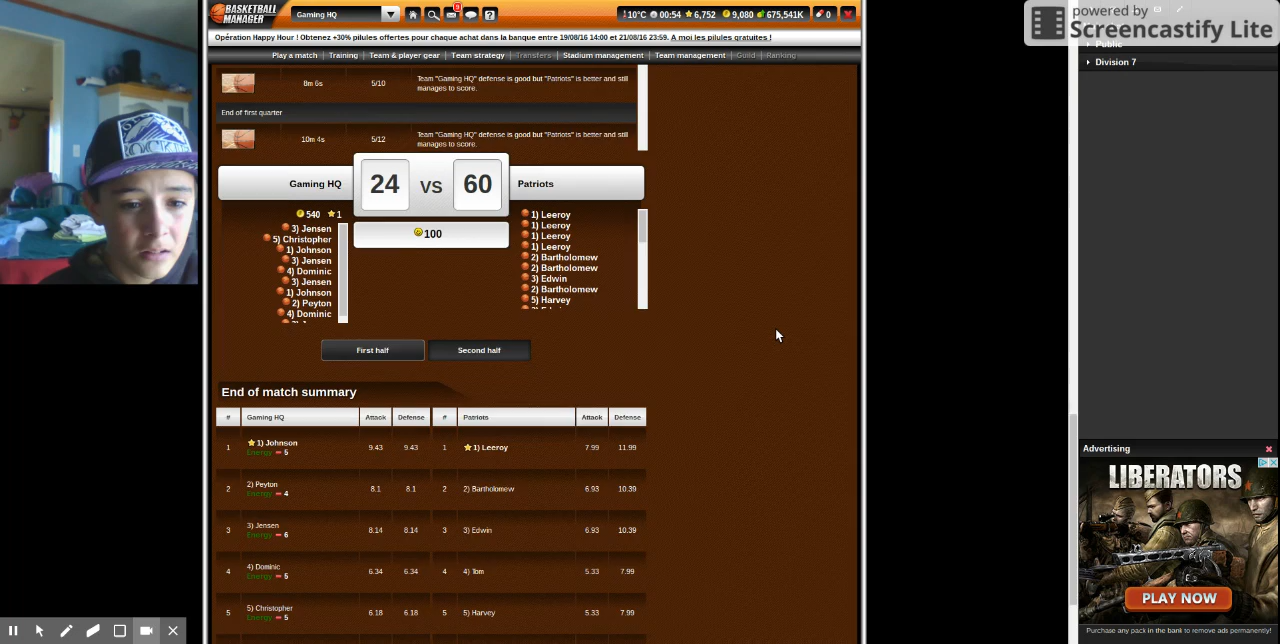 BASKETBALL
MANAGER
Gaming HQ
9
?
10°C 00:54 6,752 9,080 675,541K 0
Opération Happy Hour ! Obtenez +30% pilules offertes pour chaque achat dans la banque entre 19/08/16 14:00 et 21/08/16 23:59. A moi les pilules gratuites !
Play a match | Training | Team & player gear | Team strategy | Transfers | Stadium management | Team management | Guild | Ranking
8m 6s 5/10 Team "Gaming HQ" defense is good but "Patriots" is better and still
manages to score.
End of first quarter
10m 4s 5/12 Team "Gaming HQ" defense is good but "Patriots" is better and still
manages to score.
Gaming HQ 24 VS 60 Patriots
540 1
100
3) Jensen
5) Christopher
1) Johnson
3) Jensen
4) Dominic
3) Jensen
1) Johnson
2) Peyton
4) Dominic
1) Leeroy
1) Leeroy
1) Leeroy
1) Leeroy
2) Bartholomew
2) Bartholomew
3) Edwin
2) Bartholomew
5) Harvey
First half Second half
End of match summary
# Gaming HQ Attack Defense # Patriots Attack Defense
1 1) Johnson 9.43 9.43 1 1) Leeroy 7.99 11.99
Energy 5
2 2) Peyton 8.1 8.1 2 2) Bartholomew 6.93 10.39
Energy 4
3 3) Jensen 8.14 8.14 3 3) Edwin 6.93 10.39
Energy 6
4 4) Dominic 6.34 6.34 4 4) Tom 5.33 7.99
Energy 5
5 5) Christopher 6.18 6.18 5 5) Harvey 5.33 7.99
Energy 5
powered by
Screencastify Lite
Public
Division 7
Advertising
LIBERATORS
PLAY NOW
Purchase any pack in the bank to remove ads permanently!
ROCKIES